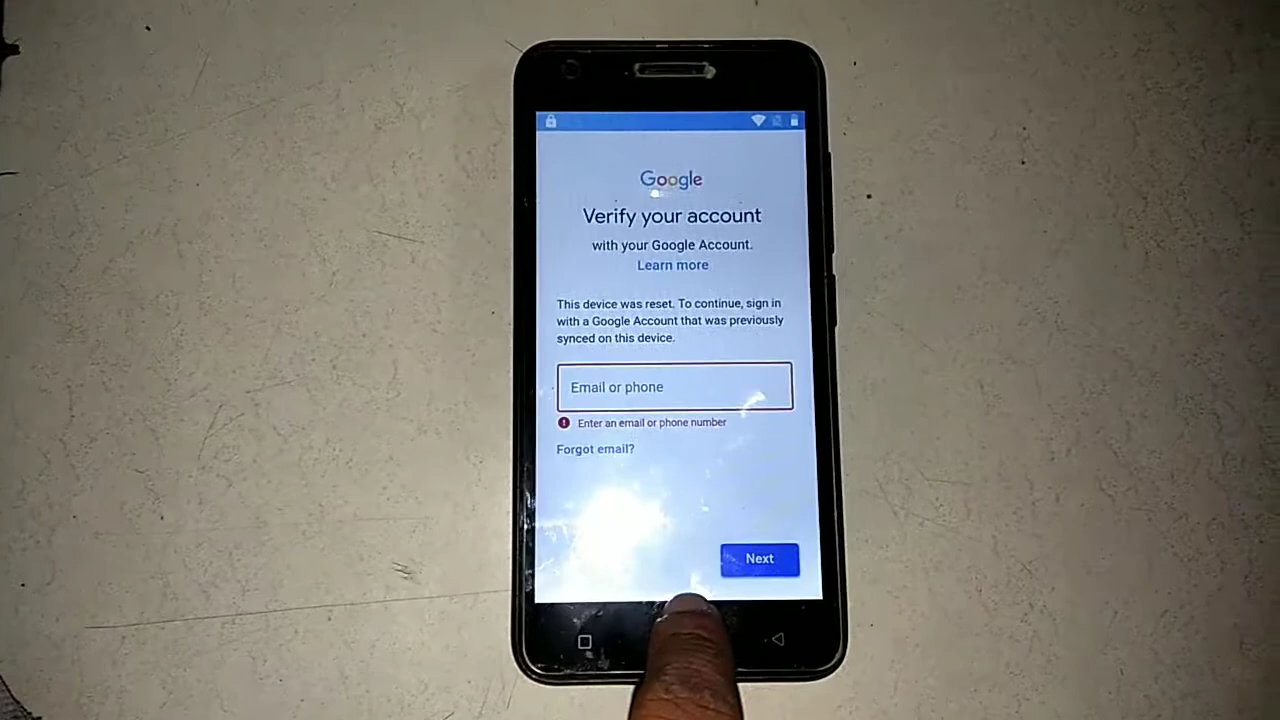 Google
Verify your account
with your Google Account.
Learn more
This device was reset. To continue, sign in
with a Google Account that was previously
synced on this device.
Email or phone
Enter an email or phone number
Forgot email?
Next